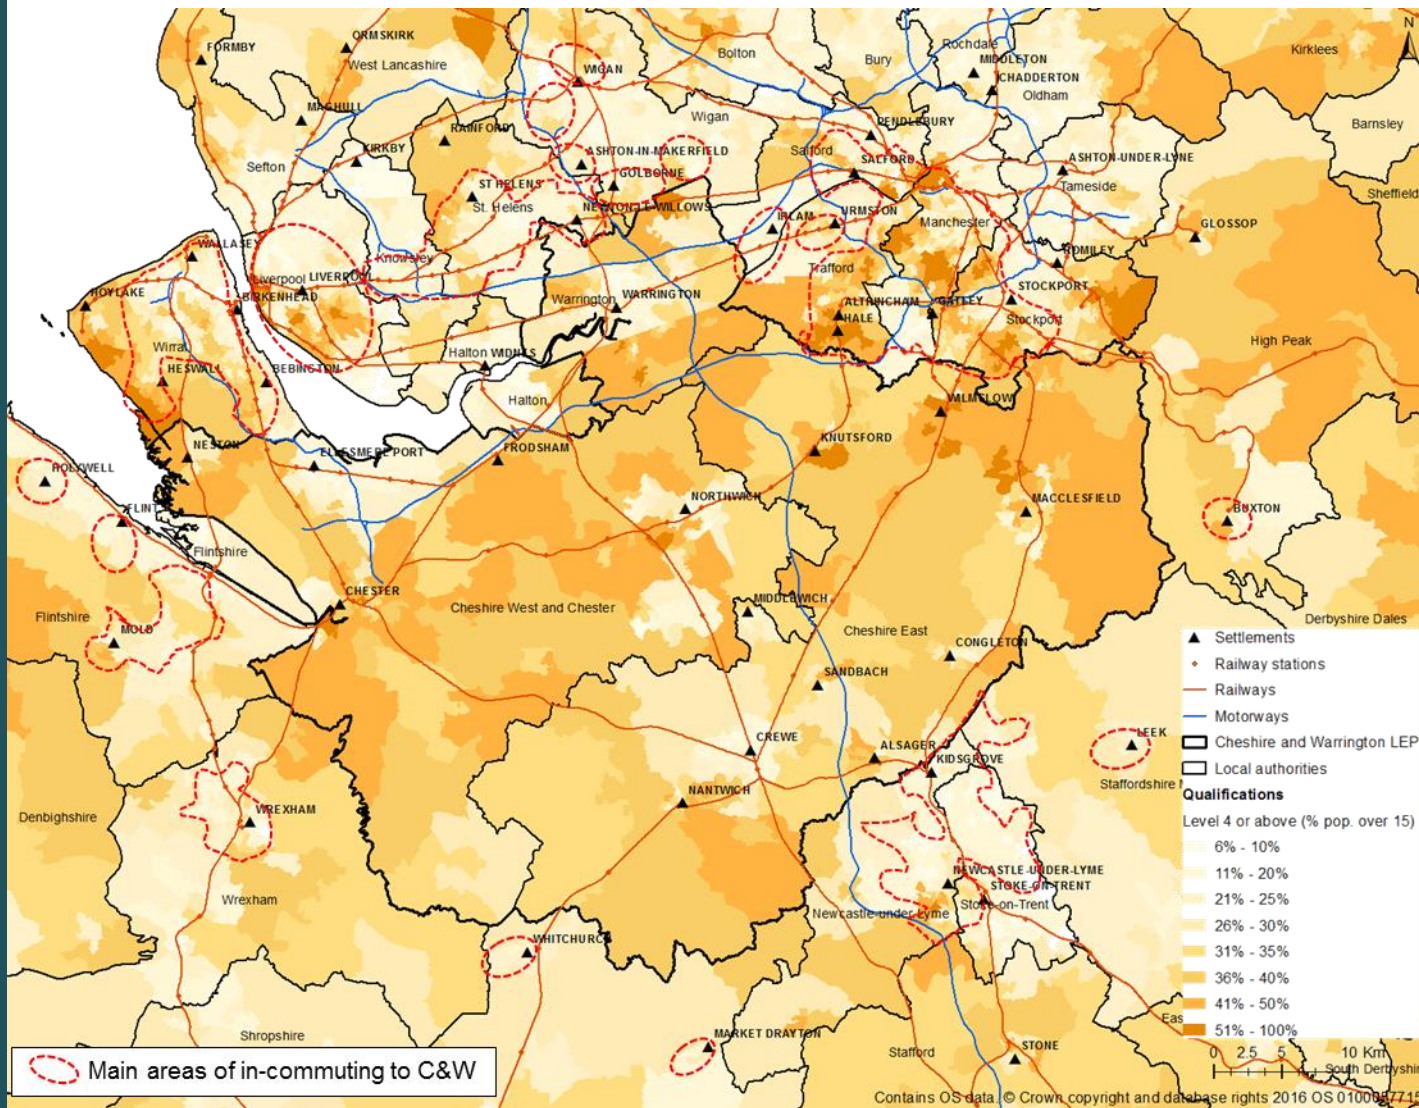 FORMBY
ORMSKIRK
West Lancashire
WIGAN
Bolton
Bury
Rochdale
MIDDLETON
CHADDERTON
Oldham
Kirklees
N
MAGHULL
RAINFORD
KIRKBY
Sefton
Wigan
PENDLEBURY
Salford
SALFORD
ASHTON-IN-MAKERFIELD
GOLBORNE
ASHTON-UNDER-LYNE
Tameside
Barnsley
Sheffield
ST HELENS
St. Helens
NEWTON-LE-WILLOWS
IRLAM
URMSTON
Manchester
GLOSSOP
WALLASEY
Knowsley
Liverpool
LIVERPOOL
Trafford
ROMILEY
HOYLAKE
BIRKENHEAD
Warrington
WARRINGTON
ALTRINCHAM
HALE
GATLEY
STOCKPORT
Stockport
Wirral
HESWALL
BEBINGTON
Halton
WIDNES
Halton
High Peak
WILMSLOW
NESTON
ELLESMERE PORT
FRODSHAM
KNUTSFORD
HOLYWELL
FLINT
Flintshire
NORTHWICH
MACCLESFIELD
BUXTON
CHESTER
Cheshire West and Chester
MIDDLEWICH
Cheshire East
Derbyshire Dales
Flintshire
MOLD
CONGLETON
SANDBACH
CREWE
ALSAGER
KIDSGROVE
LEEK
Staffordshire M
NANTWICH
WREXHAM
Denbighshire
Wrexham
NEWCASTLE-UNDER-LYME
STOKE-ON-TRENT
Stoke-on-Trent
Newcastle-under-Lyme
WHITCHURCH
Shropshire
MARKET DRAYTON
Stafford
STONE
Eas
South Derbyshir
Settlements
Railway stations
Railways
Motorways
Cheshire and Warrington LEP
Local authorities
Qualifications
Level 4 or above (% pop. over 15)
6% - 10%
11% - 20%
21% - 25%
26% - 30%
31% - 35%
36% - 40%
41% - 50%
51% - 100%
0 2.5 5 10 Km
Main areas of in-commuting to C&W
Contains OS data. © Crown copyright and database rights 2016 OS